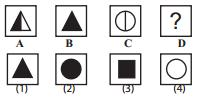 ?
A B C D
(1) (2) (3) (4)